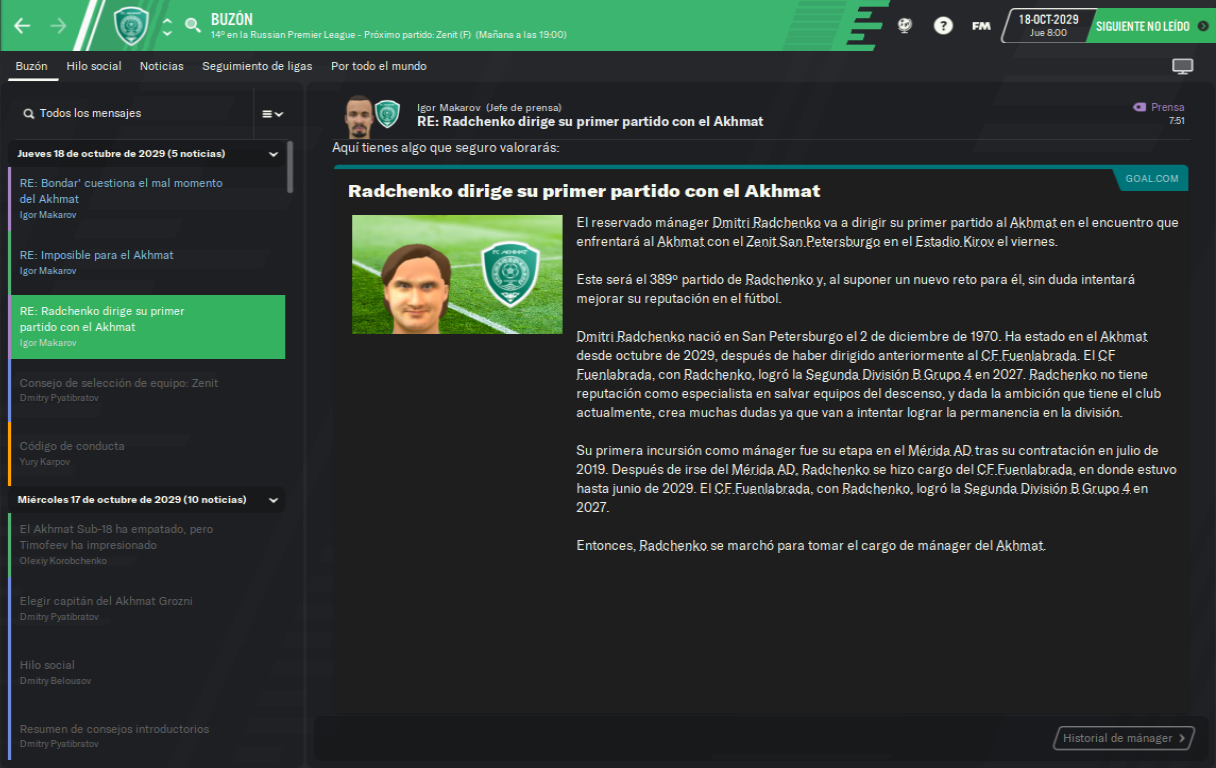 BUZÓN
14º en la Russian Premier League - Próximo partido: Zenit (F) (Mañana a las 19:00)
?
FM
18-OCT-2029
Jue 8:00
SIGUIENTE NO LEÍDO
Buzón
Hilo social
Noticias
Seguimiento de ligas
Por todo el mundo
Todos los mensajes
Jueves 18 de octubre de 2029 (5 noticias)
RE: Bondar' cuestiona el mal momento
del Akhmat
Igor Makarov
RE: Imposible para el Akhmat
Igor Makarov
RE: Radchenko dirige su primer
partido con el Akhmat
Igor Makarov
Consejo de selección de equipo: Zenit
Dmitry Pyatibratov
Código de conducta
Yury Karpov
Miércoles 17 de octubre de 2029 (10 noticias)
El Akhmat Sub-18 ha empatado, pero
Timofeev ha impresionado
Olexiy Korobchenko
Elegir capitán del Akhmat Grozni
Dmitry Pyatibratov
Hilo social
Dmitry Belousov
Resumen de consejos introductorios
Dmitry Pyatibratov
Igor Makarov (Jefe de prensa)
RE: Radchenko dirige su primer partido con el Akhmat
Prensa
7:51
Aquí tienes algo que seguro valorarás:
GOAL.COM
Radchenko dirige su primer partido con el Akhmat
El reservado mánager Dmitri Radchenko va a dirigir su primer partido al Akhmat en el encuentro que
enfrentará al Akhmat con el Zenit San Petersburgo en el Estadio Kirov el viernes.
Este será el 389º partido de Radchenko y, al suponer un nuevo reto para él, sin duda intentará
mejorar su reputación en el fútbol.
Dmitri Radchenko nació en San Petersburgo el 2 de diciembre de 1970. Ha estado en el Akhmat
desde octubre de 2029, después de haber dirigido anteriormente al CF Fuenlabrada. El CF
Fuenlabrada, con Radchenko, logró la Segunda División B Grupo 4 en 2027. Radchenko no tiene
reputación como especialista en salvar equipos del descenso, y dada la ambición que tiene el club
actualmente, crea muchas dudas ya que van a intentar lograr la permanencia en la división.
Su primera incursión como mánager fue su etapa en el Mérida AD tras su contratación en julio de
2019. Después de irse del Mérida AD, Radchenko se hizo cargo del CF Fuenlabrada, en donde estuvo
hasta junio de 2029. El CF Fuenlabrada, con Radchenko, logró la Segunda División B Grupo 4 en
2027.
Entonces, Radchenko se marchó para tomar el cargo de mánager del Akhmat.
Historial de mánager